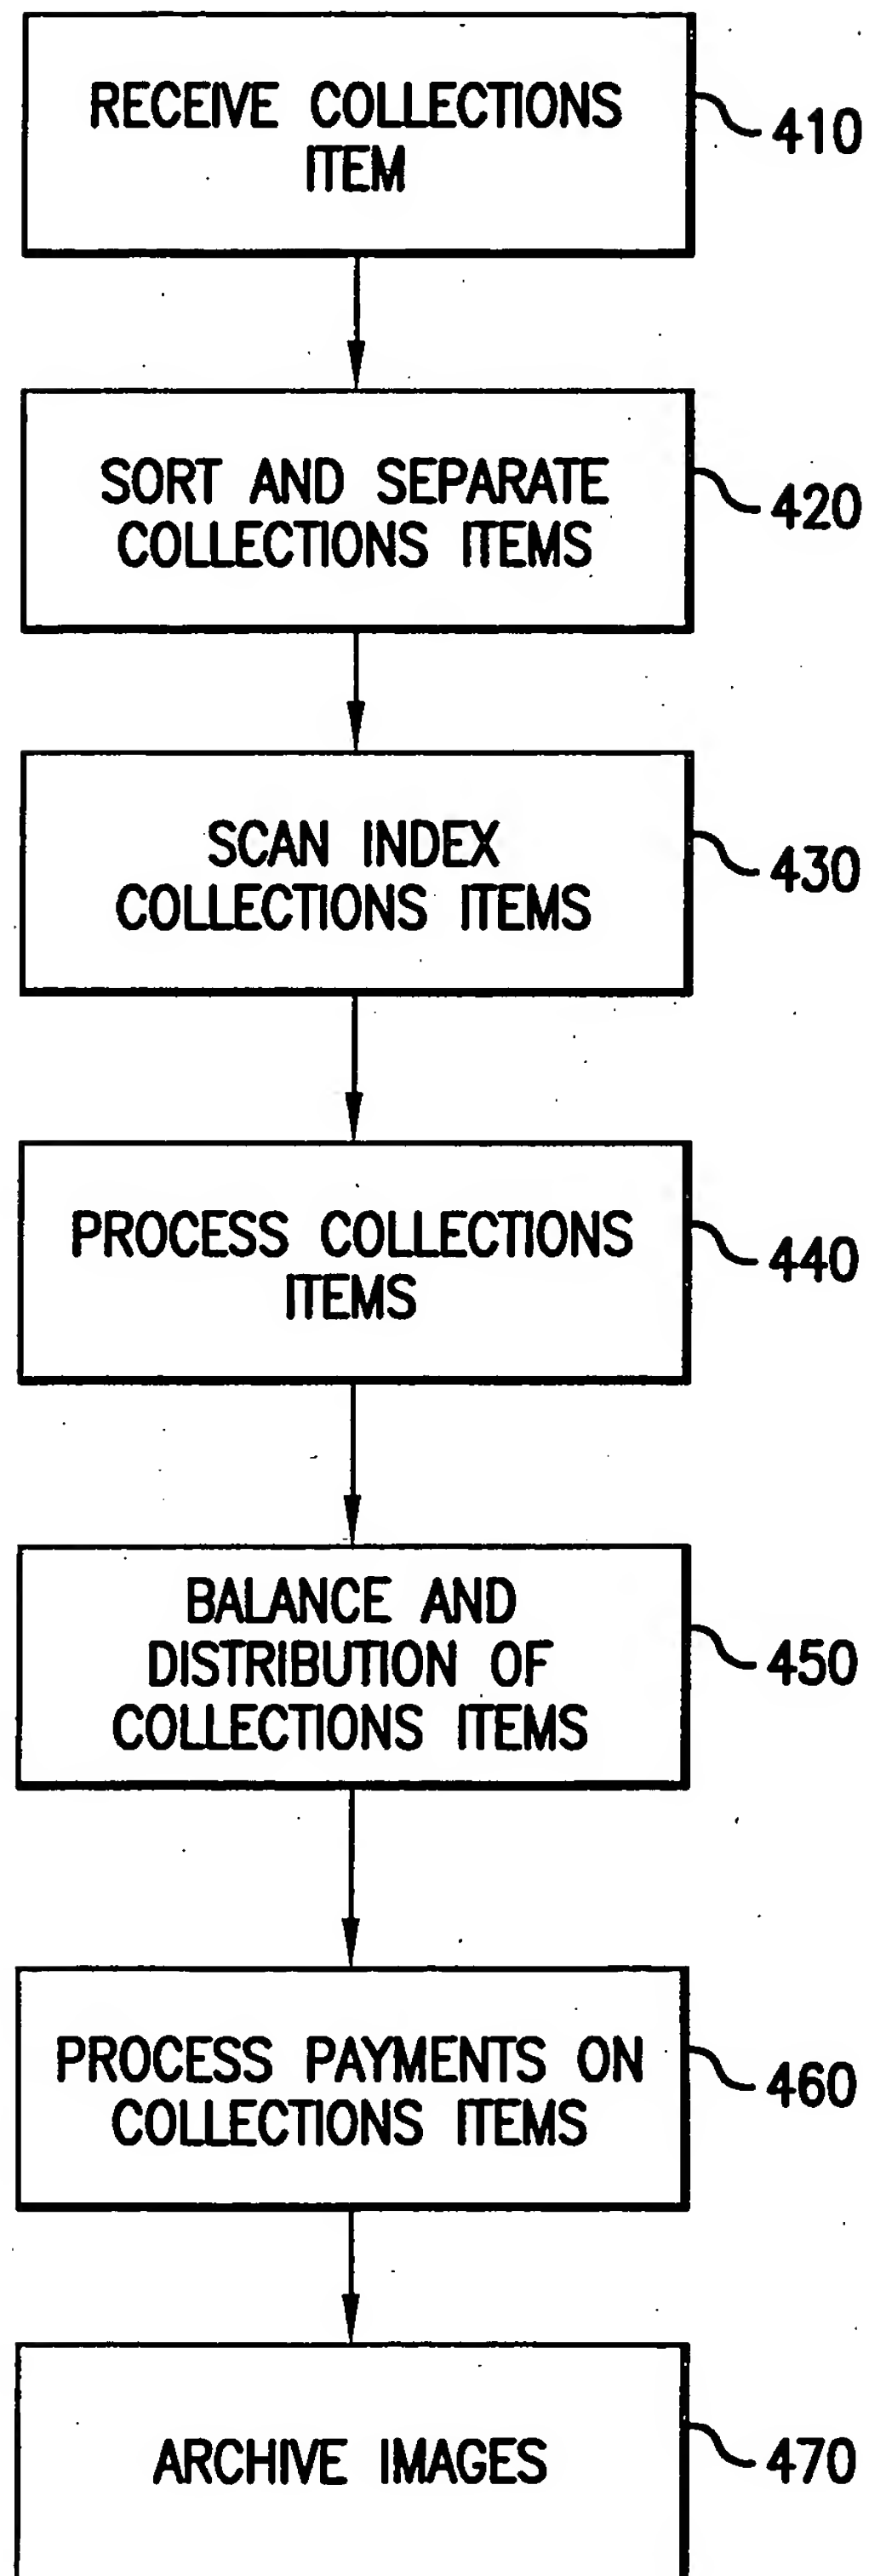 RECEIVE COLLECTIONS
ITEM
410
SORT AND SEPARATE
COLLECTIONS ITEMS
420
SCAN INDEX
COLLECTIONS ITEMS
430
PROCESS COLLECTIONS
ITEMS
440
BALANCE AND
DISTRIBUTION OF
COLLECTIONS ITEMS
450
PROCESS PAYMENTS ON
COLLECTIONS ITEMS
460
ARCHIVE IMAGES
470